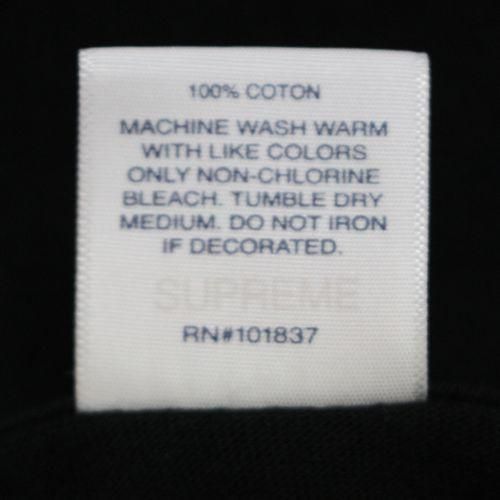 100% COTON
MACHINE WASH WARM
WITH LIKE COLORS
ONLY NON-CHLORINE
BLEACH. TUMBLE DRY
MEDIUM. DO NOT IRON
IF DECORATED.
SUPREME
RN#101837